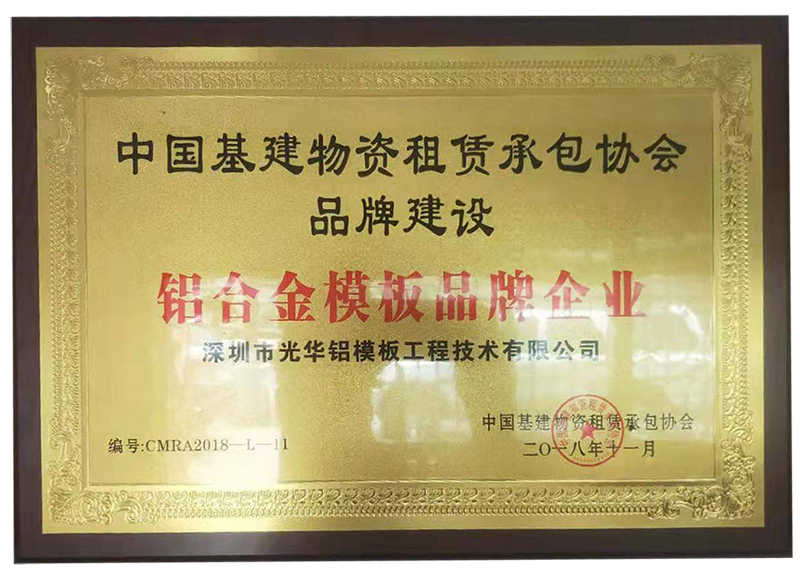 中国基建物资租赁承包协会
品牌建设
铝合金模板品牌企业
深圳市光华铝模板工程技术有限公司
中国基建物资租赁承包协会
编号:CMRA2018—L—11
二〇一八年十一月